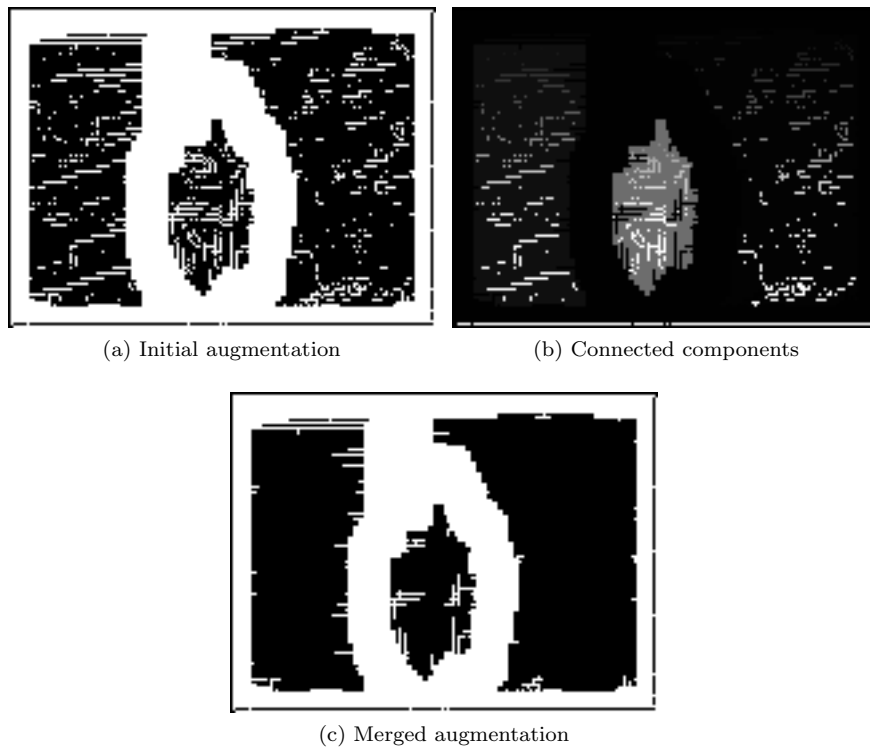 (a) Initial augmentation
(b) Connected components
(c) Merged augmentation